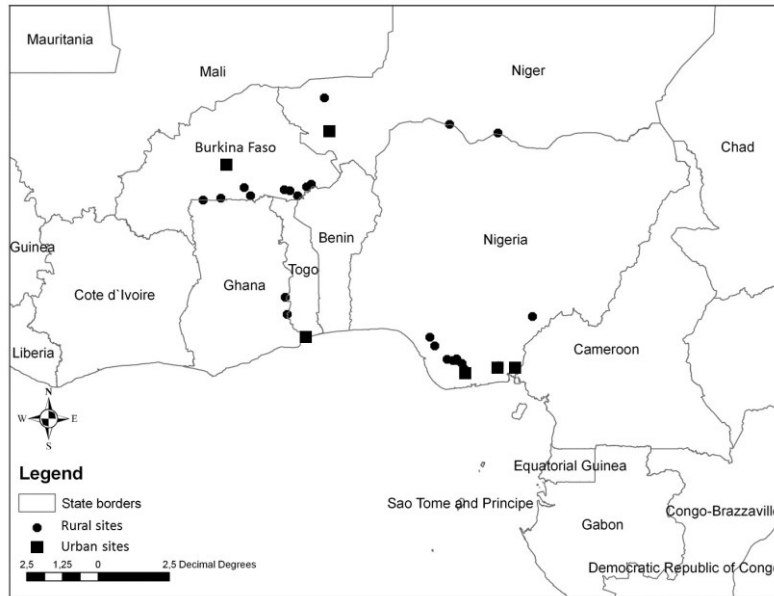 Mauritania
Mali
Niger
Chad
Burkina Faso
Benin
Nigeria
Guinea
Togo
Ghana
Cote d`Ivoire
Liberia
Cameroon
N
W E
S
Legend
State borders
Rural sites
Urban sites
2,5 1,25 0 2,5 Decimal Degrees
Equatorial Guinea
Sao Tome and Principe
Gabon
Congo-Brazzaville
Democratic Republic of Congo